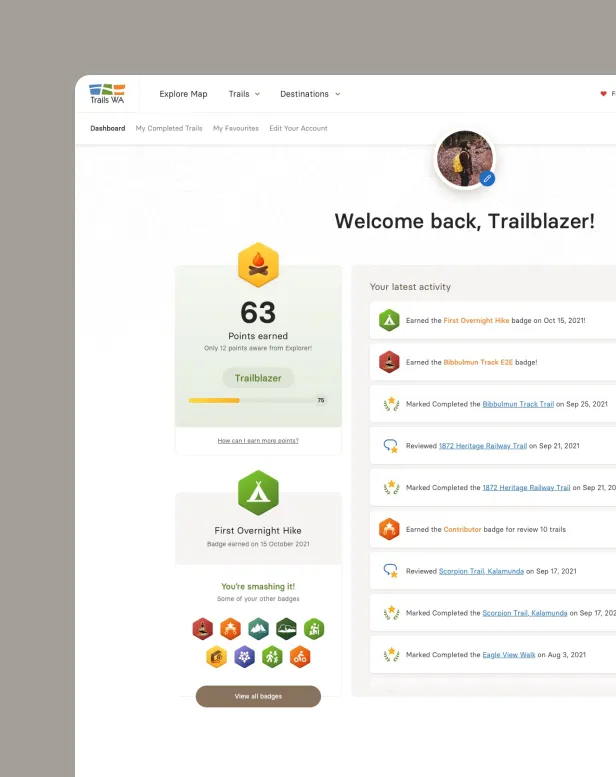 Trails WA
Explore Map
Trails
Destinations
F
Dashboard
My Completed Trails
My Favourites
Edit Your Account
Welcome back, Trailblazer!
63
Points earned
Only 12 points aware from Explorer!
Trailblazer
75
How can I earn more points?
First Overnight Hike
Badge earned on 15 October 2021
You're smashing it!
Some of your other badges
View all badges
Your latest activity
Earned the First Overnight Hike badge on Oct 15, 2021!
Earned the Bibbulmun Track E2E badge!
Marked Completed the Bibbulmun Track Trail on Sep 25, 2021
Reviewed 1872 Heritage Railway Trail on Sep 21, 2021
Marked Completed the 1872 Heritage Railway Trail on Sep 21, 20
Earned the Contributor badge for review 10 trails
Reviewed Scorpion Trail, Kalamunda on Sep 17, 2021
Marked Completed the Scorpion Trail, Kalamunda on Sep 17, 202
Marked Completed the Eagle View Walk on Aug 3, 2021